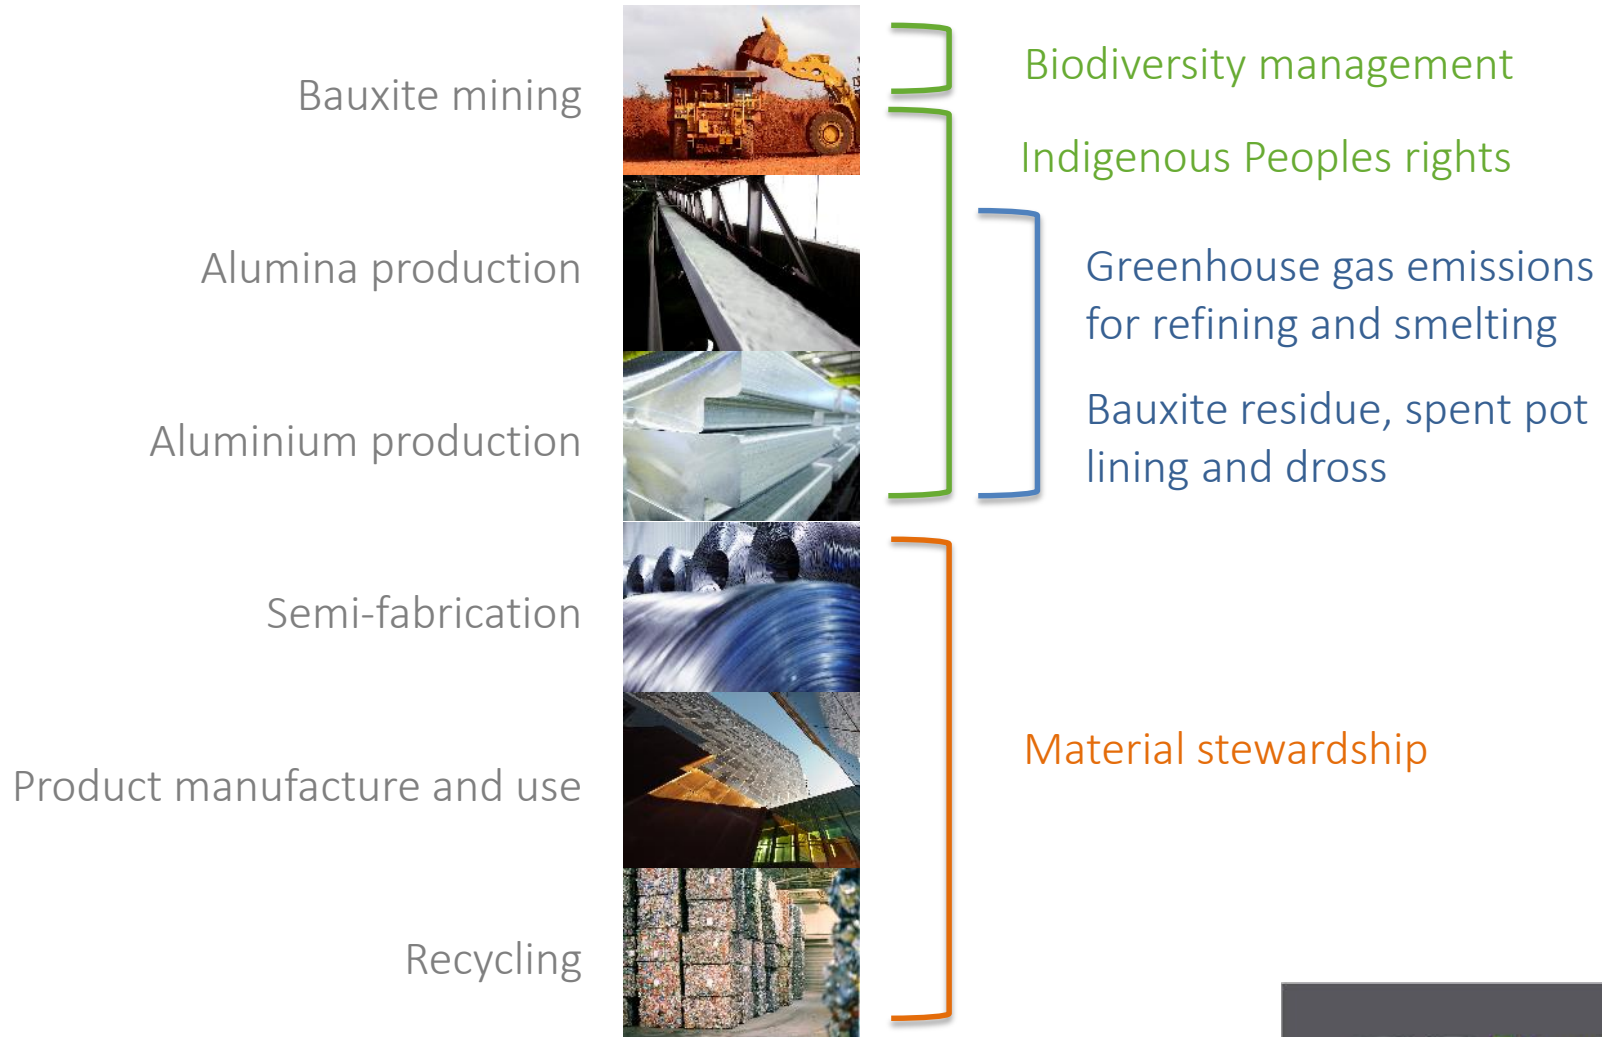 Bauxite mining
Biodiversity management
Indigenous Peoples rights
Alumina production
Greenhouse gas emissions
for refining and smelting
Aluminium production
Bauxite residue, spent pot
lining and dross
Semi-fabrication
Product manufacture and use
Material stewardship
Recycling